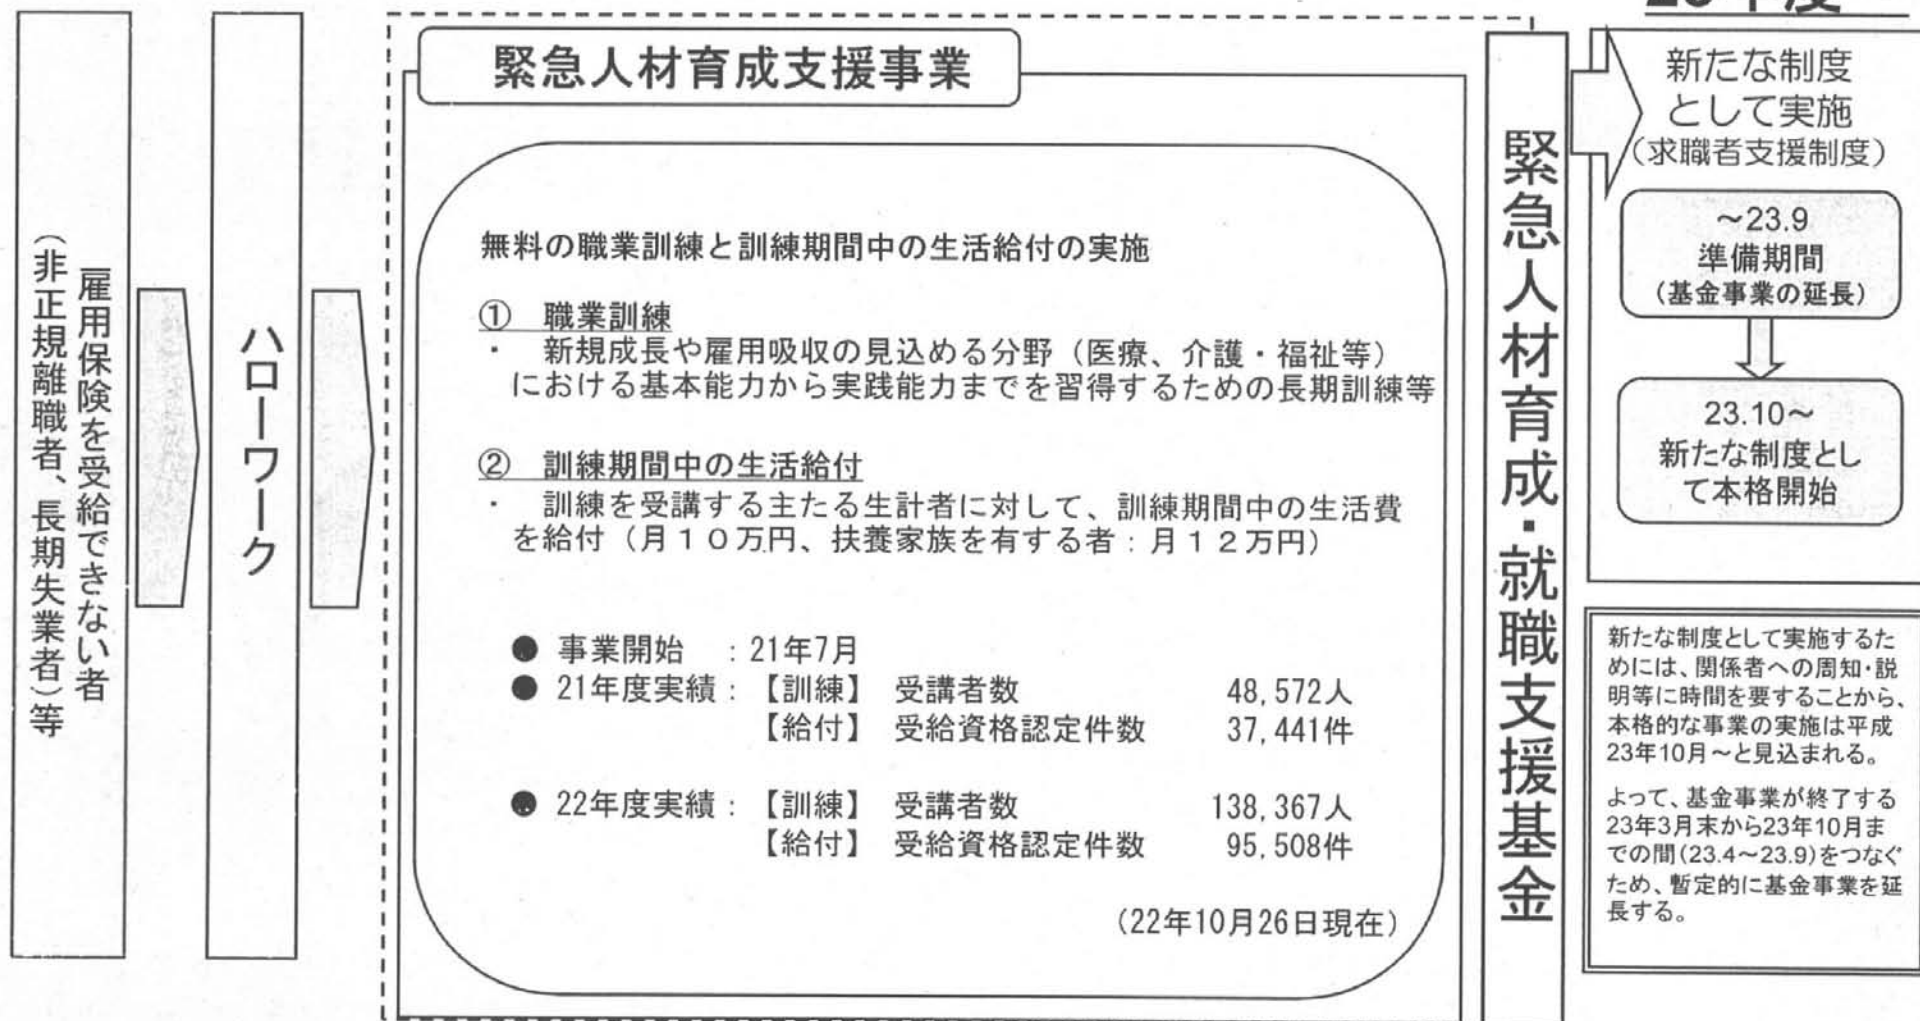 雇用保険を受給できない者
（非正規離職者、長期失業者）等
ハローワーク
緊急人材育成支援事業
無料の職業訓練と訓練期間中の生活給付の実施
① 職業訓練
・ 新規成長や雇用吸収の見込める分野（医療、介護・福祉等）
における基本能力から実践能力までを習得するための長期訓練等
② 訓練期間中の生活給付
・ 訓練を受講する主たる生計者に対して、訓練期間中の生活費
を給付（月１０万円、扶養家族を有する者：月１２万円）
● 事業開始 ：21年7月
● 21年度実績：【訓練】 受講者数 48,572人
【給付】 受給資格認定件数 37,441件
● 22年度実績：【訓練】 受講者数 138,367人
【給付】 受給資格認定件数 95,508件
（22年10月26日現在）
緊急人材育成・就職支援基金
新たな制度
として実施
（求職者支援制度）
～23.9
準備期間
（基金事業の延長）
23.10～
新たな制度とし
て本格開始
新たな制度として実施するた
めには、関係者への周知・説
明等に時間を要することから、
本格的な事業の実施は平成
23年10月～と見込まれる。
よって、基金事業が終了する
23年3月末から23年10月ま
での間(23.4～23.9)をつなぐ
ため、暫定的に基金事業を延
長する。